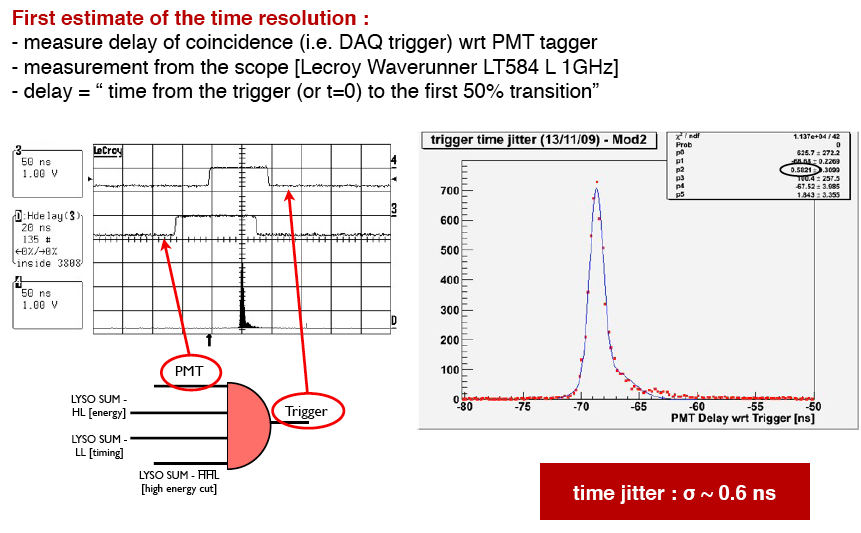 First estimate of the time resolution :
- measure delay of coincidence (i.e. DAQ trigger) wrt PMT tagger
- measurement from the scope [Lecroy Waverunner LT584 L 1GHz]
- delay = “ time from the trigger (or t=0) to the first 50% transition”
3
50 ns
1.00 V
D:Hdelay(3)
20 ns
135 #
←0%/→0%
inside 3808
4
50 ns
1.00 V
LeCroy
4
3
D
PMT
LYSO SUM -
HL [energy]
LYSO SUM -
LL [timing]
LYSO SUM - HHL
[high energy cut]
Trigger
trigger time jitter (13/11/09) - Mod2
χ² / ndf 1.137e+04 / 42
Prob 0
p0 625.7 ± 272.2
p1 ± 0.2269
p2 0.5821 ± 0.3090
p3 ± 257.5
p4 -67.52 ± 3.985
p5 1.843 ± 3.355
700
600
500
400
300
200
100
0
-80 -75 -70 -65 -60 -55 -50
PMT Delay wrt Trigger [ns]
time jitter : σ ~ 0.6 ns